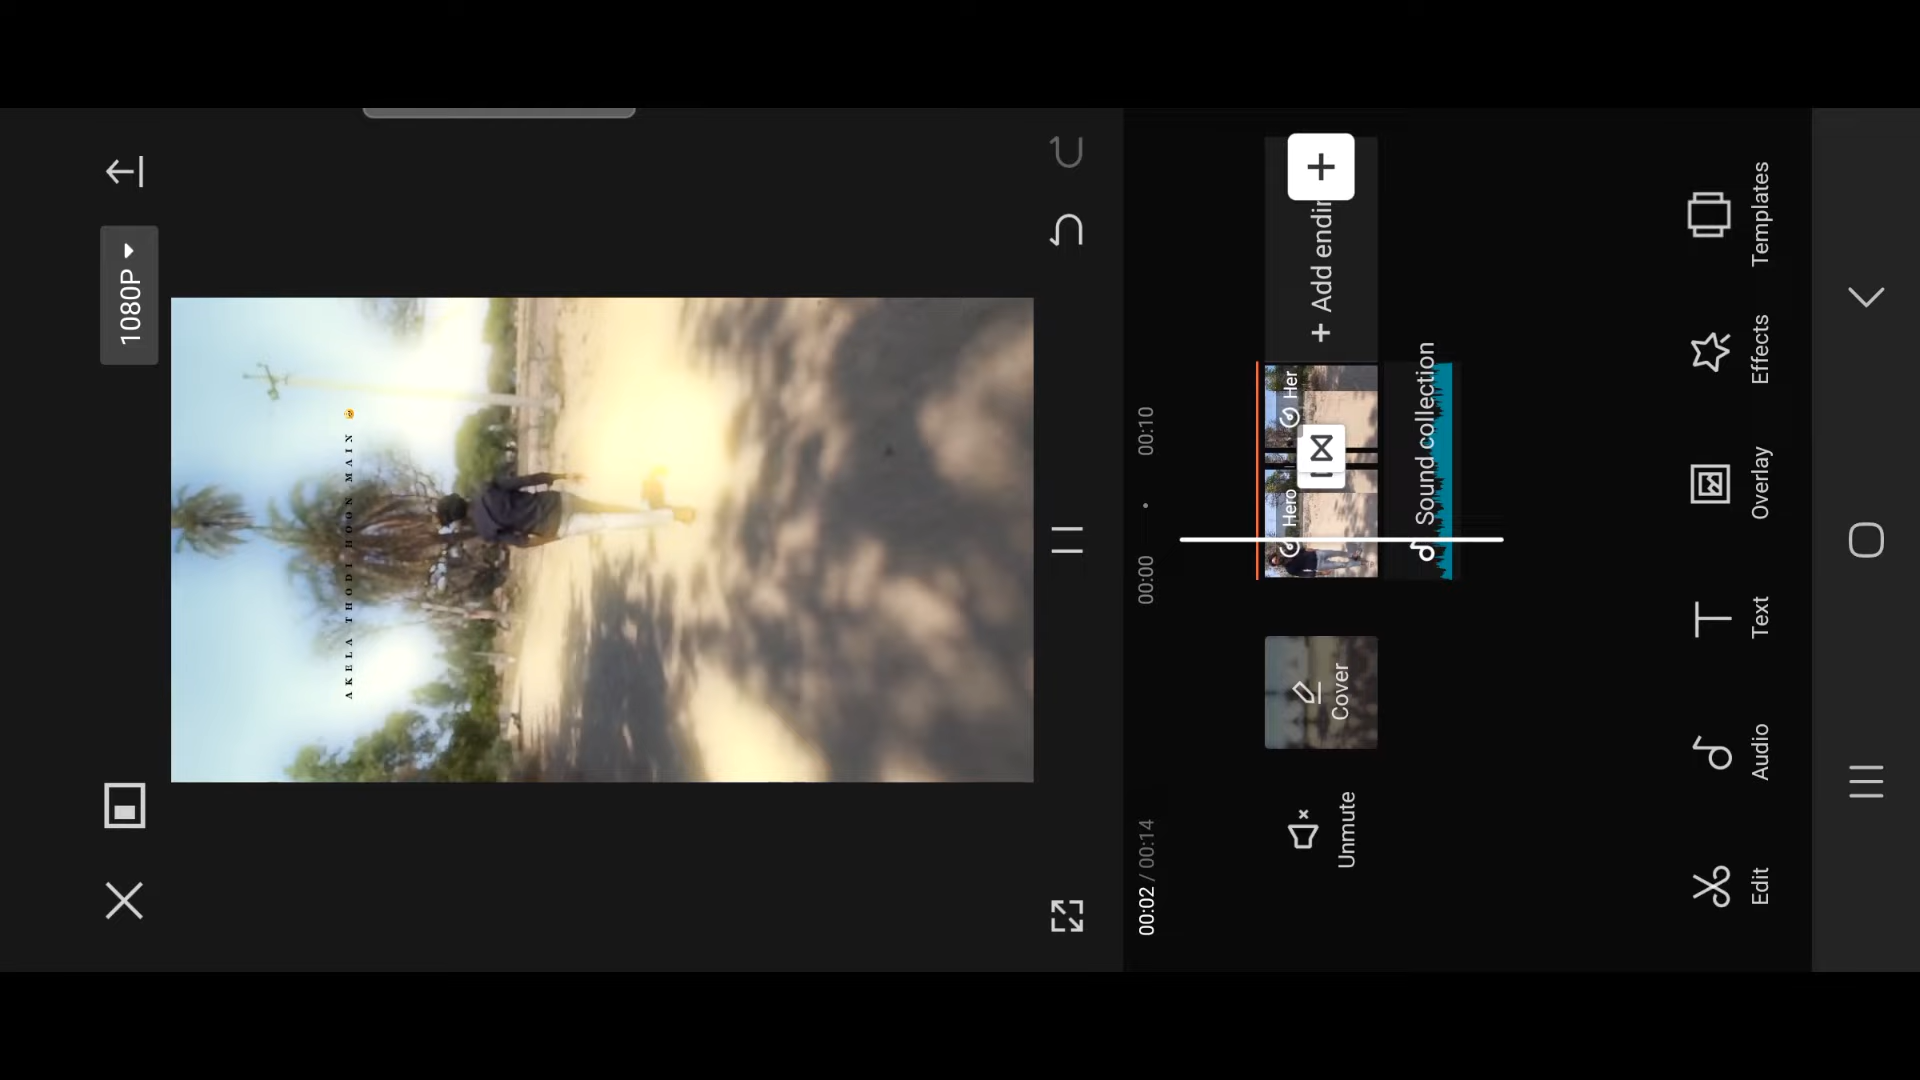 1080P
AKELA THODI HOON MAIN 😊
00:02 / 00:14
00:00
00:10
Unmute
Cover
Hero
Her
+ Add endin
Sound collection
Edit
Audio
Text
Overlay
Effects
Templates